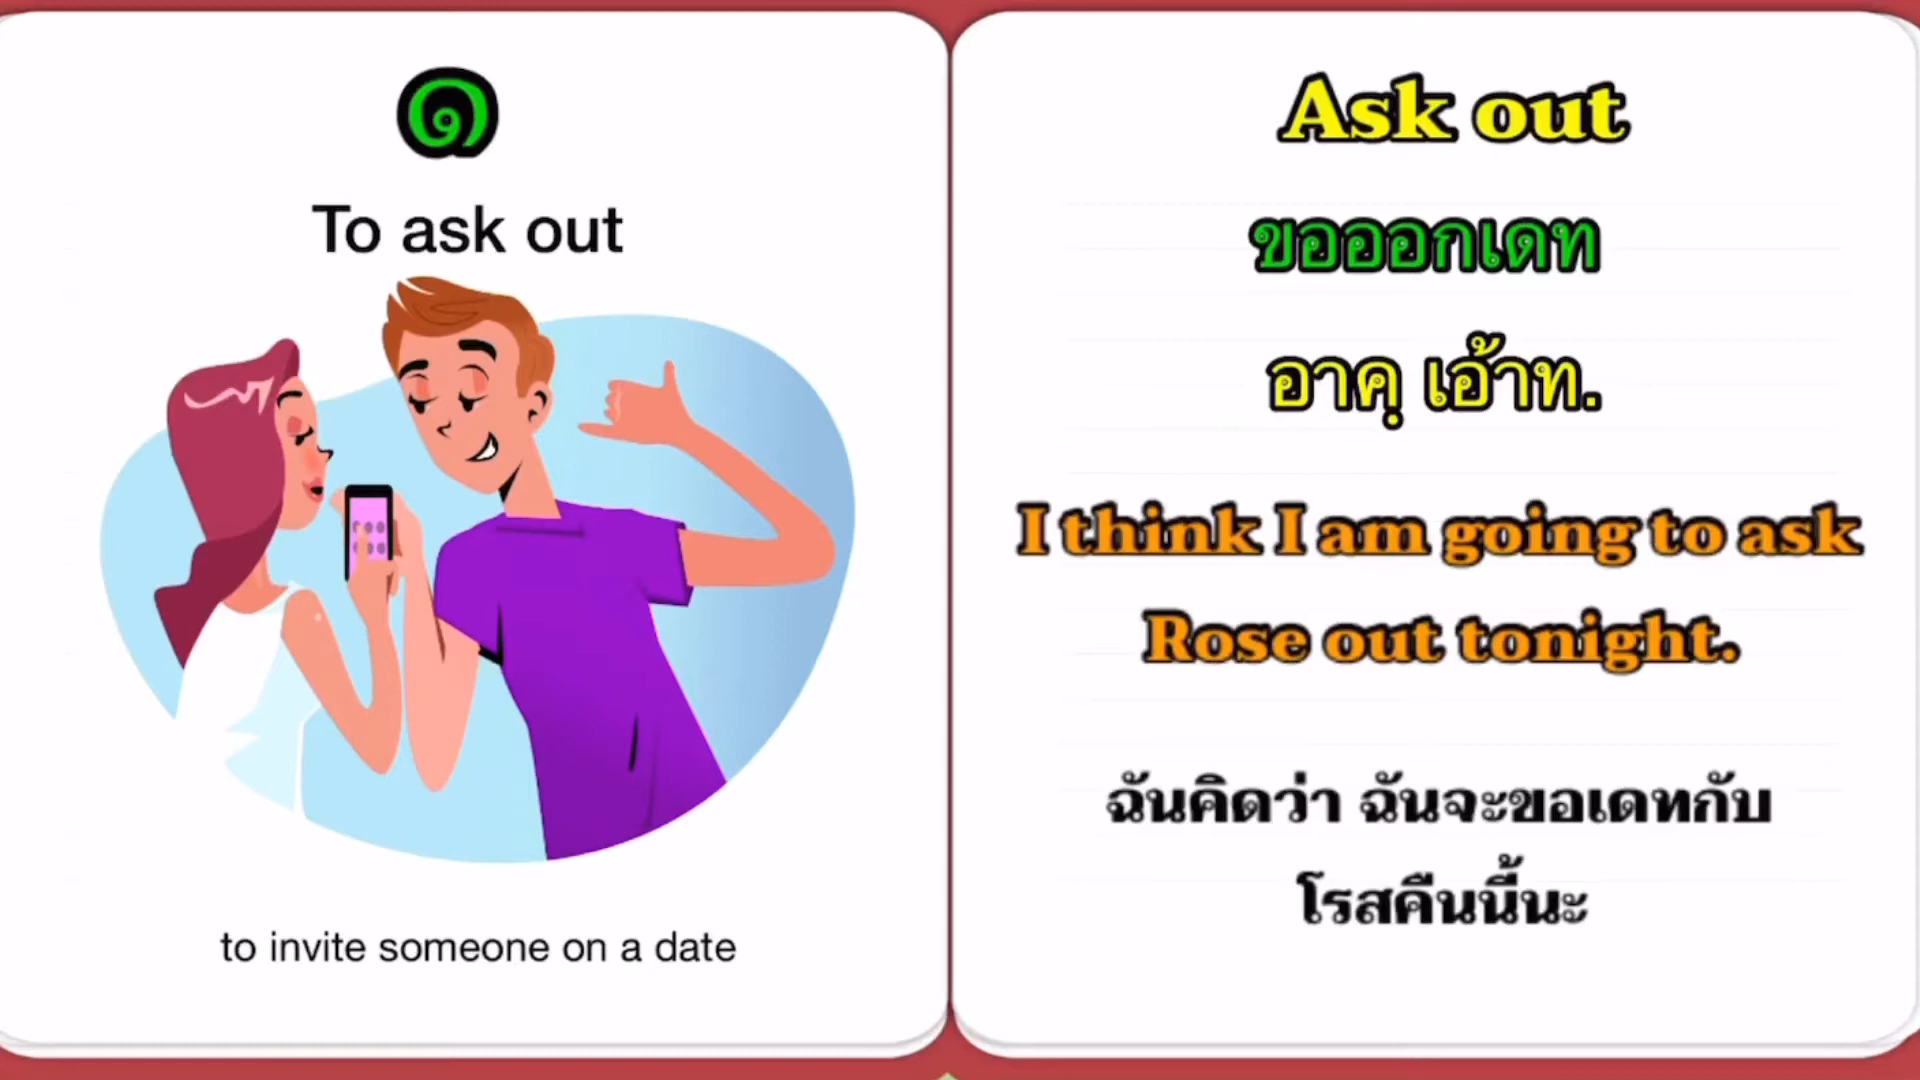 ๑
To ask out
to invite someone on a date
Ask out
ขอออกเดท
อาคฺ เอ้าท.
I think I am going to ask
Rose out tonight.
ฉันคิดว่า ฉันจะขอเดทกับ
โรสคืนนี้นะ